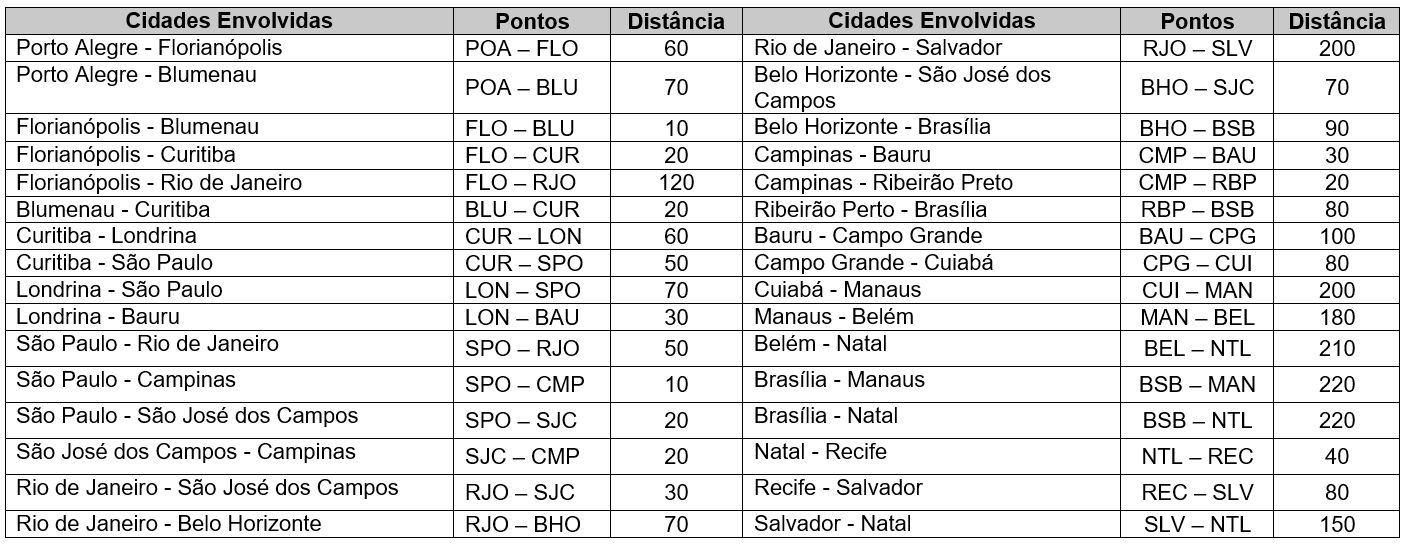 Cidades Envolvidas Pontos Distância Cidades Envolvidas Pontos Distância
Porto Alegre - Florianópolis POA – FLO 60 Rio de Janeiro - Salvador RJO – SLV 200
Porto Alegre - Blumenau POA – BLU 70 Belo Horizonte - São José dos
Campos BHO – SJC 70
Florianópolis - Blumenau FLO – BLU 10 Belo Horizonte - Brasília BHO – BSB 90
Florianópolis - Curitiba FLO – CUR 20 Campinas - Bauru CMP – BAU 30
Florianópolis - Rio de Janeiro FLO – RJO 120 Campinas - Ribeirão Preto CMP – RBP 20
Blumenau - Curitiba BLU – CUR 20 Ribeirão Perto - Brasília RBP – BSB 80
Curitiba - Londrina CUR – LON 60 Bauru - Campo Grande BAU – CPG 100
Curitiba - São Paulo CUR – SPO 50 Campo Grande - Cuiabá CPG – CUI 80
Londrina - São Paulo LON – SPO 70 Cuiabá - Manaus CUI – MAN 200
Londrina - Bauru LON – BAU 30 Manaus - Belém MAN – BEL 180
São Paulo - Rio de Janeiro SPO – RJO 50 Belém - Natal BEL – NTL 210
São Paulo - Campinas SPO – CMP 10 Brasília - Manaus BSB – MAN 220
São Paulo - São José dos Campos SPO – SJC 20 Brasília - Natal BSB – NTL 220
São José dos Campos - Campinas SJC – CMP 20 Natal - Recife NTL – REC 40
Rio de Janeiro - São José dos Campos RJO – SJC 30 Recife - Salvador REC – SLV 80
Rio de Janeiro - Belo Horizonte RJO – BHO 70 Salvador - Natal SLV – NTL 150